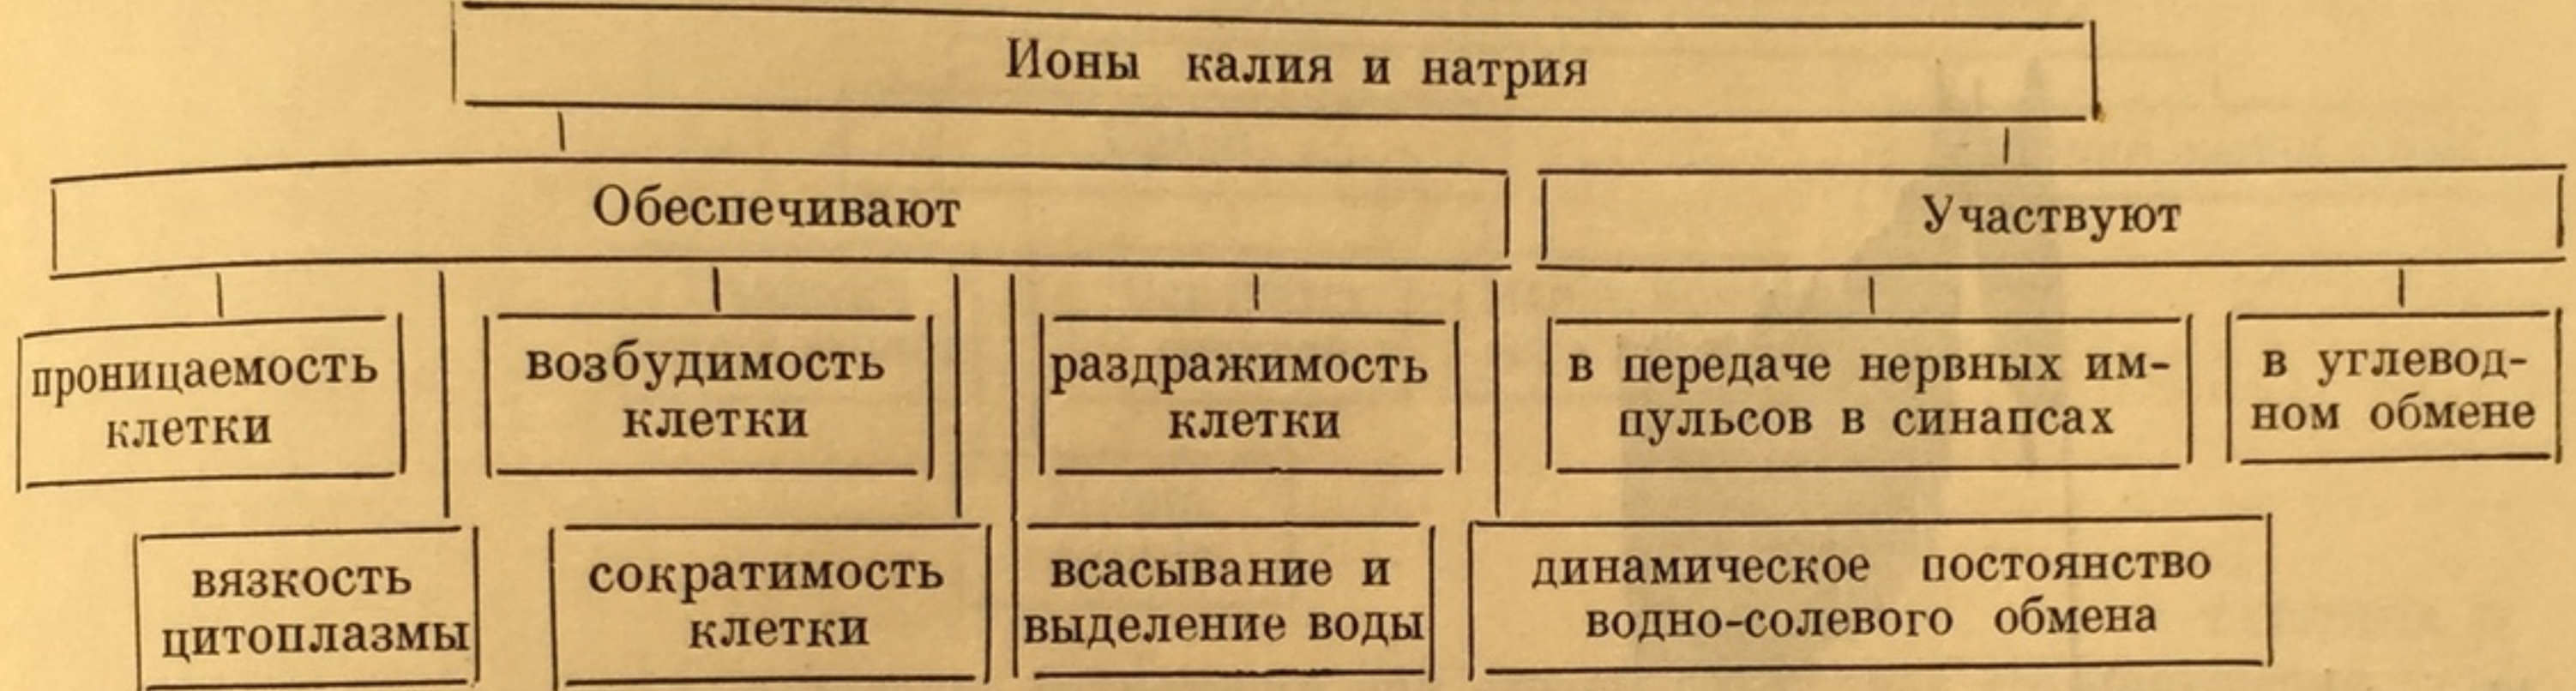 Ионы калия и натрия
Обеспечивают
Участвуют
проницаемость
клетки
возбудимость
клетки
раздражимость
клетки
в передаче нервных им-
пульсов в синапсах
в углевод-
ном обмене
вязкость
цитоплазмы
сократимость
клетки
всасывание и
выделение воды
динамическое постоянство
водно-солевого обмена